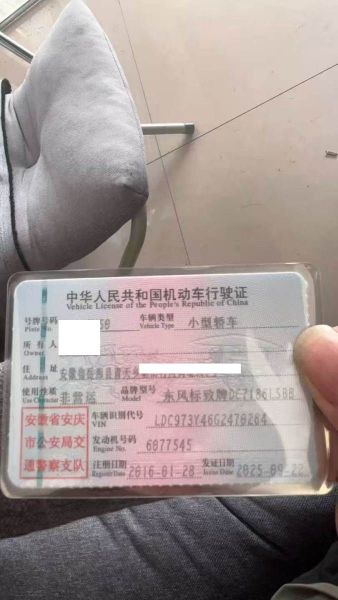 中华人民共和国机动车行驶证
Vehicle License of the People's Republic of China
号牌号码 Plate No. 58 车辆类型 Vehicle Type 小型轿车
所有人 Owner
住址 Address 安徽省
使用性质 Use Character 非营运 品牌型号 Model 东风标致牌DC7186LSBB
安徽省安庆 车辆识别代号 VIN LDC973Y46G2476264
市公安局交 发动机号码 Engine No. 6077545
通警察支队 注册日期 Register Date 2016-01-28 发证日期 Issue Date 2025-09-22